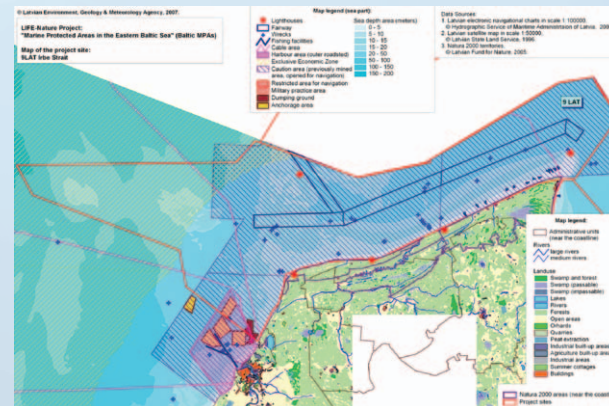 © Latvian Environment, Geology & Meteorology Agency, 2007.
LIFE-Nature Project:
"Marine Protected Areas in the Eastern Baltic Sea" (Baltic MPAs)
Map of the project site:
9LAT Irbe Strait
Map legend (sea part):
Lighthouses
Fairway
Wrecks
Fishing facilities
Cable area
Harbour area (outer roadsted)
Exclusive Economic Zone
Caution area (previously mined
area, opened for navigation)
Restricted area for navigation
Military practice area
Dumping ground
Anchorage area
Sea depth area (meters)
0 - 5
5 - 10
10 - 15
15 - 20
20 - 50
50 - 100
100 - 150
150 - 200
Data Sources:
1. Latvian electronic navigational charts in scale 1:100000.
© Hydrographic Service of Maritime Administration of Latvia,
2. Latvian satellite map in scale 1:50000.
© Latvian State Land Service, 1996.
3. Natura 2000 territories.
© Latvian Fund for Nature, 2005.
9 LAT
Map legend:
Administrative units
(near the coastline)
Rivers
large rivers
medium rivers
Landuse
Swamp and forest
Swamp (passable)
Swamp (impassable)
Lakes
Rivers
Forests
Open areas
Orhards
Quarries
Peat extraction
Industrial built-up areas
Agriculture built-up area
Industrial areas
Summer cottages
Buildings
Natura 2000 areas (near the coast
Project sites